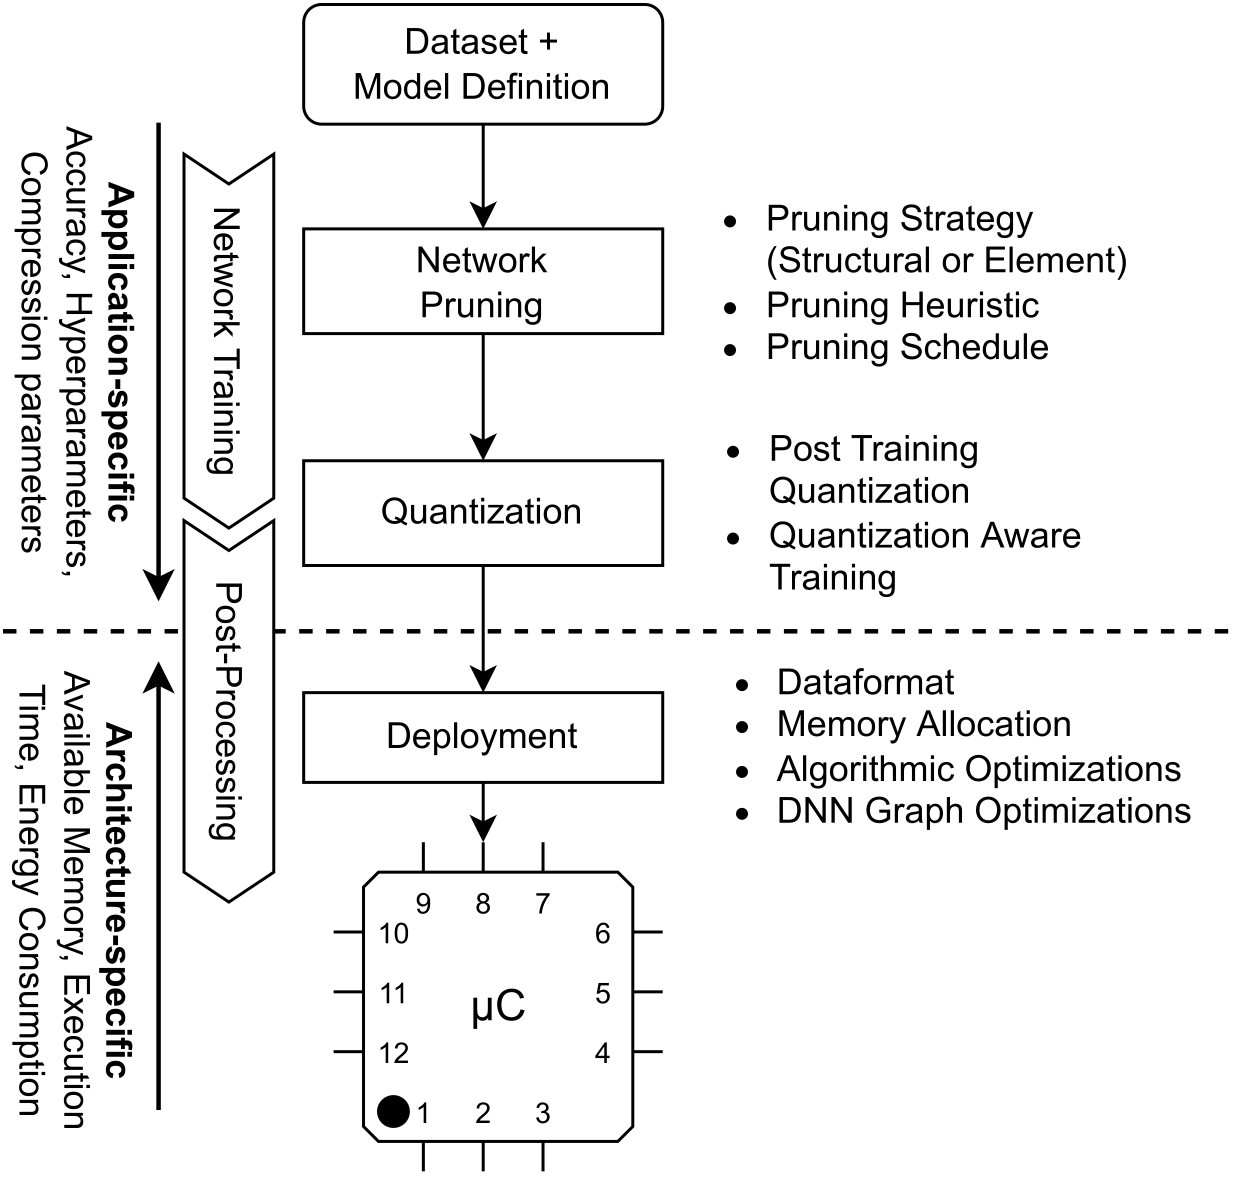 Dataset +
Model Definition
Application-specific
Accuracy, Hyperparameters,
Compression parameters
Network Training
Network
Pruning
• Pruning Strategy
(Structural or Element)
• Pruning Heuristic
• Pruning Schedule
Quantization
• Post Training
Quantization
• Quantization Aware
Training
Post-Processing
Architecture-specific
Available Memory, Execution
Time, Energy Consumption
Deployment
• Dataformat
• Memory Allocation
• Algorithmic Optimizations
• DNN Graph Optimizations
9 8 7
10 6
11 µC 5
12 4
1 2 3